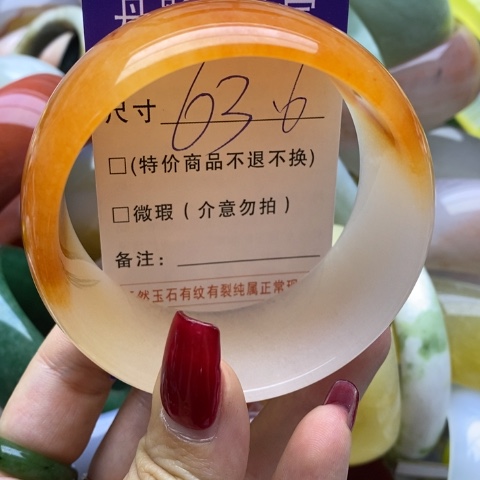 尺寸 63.6
□(特价商品不退不换)
□微瑕(介意勿拍)
备注:
然玉石有纹有裂纯属正常现